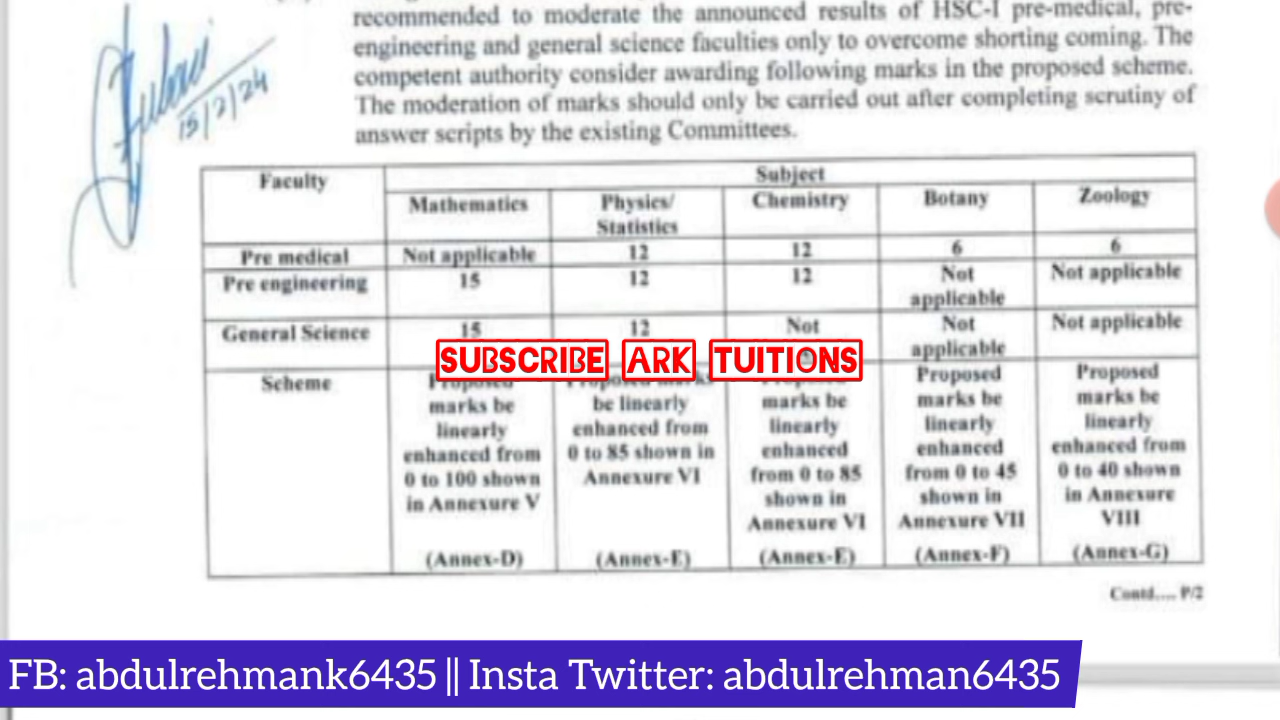 recommended to moderate the announced results of HSC-I pre-medical, pre-
engineering and general science faculties only to overcome shorting coming. The
competent authority consider awarding following marks in the proposed scheme.
The moderation of marks should only be carried out after completing scrutiny of
answer scripts by the existing Committees.
15/2/24
Faculty Subject
Mathematics Physics/ Statistics Chemistry Botany Zoology
Pre medical Not applicable 12 12 6 6
Pre engineering 15 12 12 Not applicable Not applicable
General Science 15 12 Not Not applicable Not applicable
SUBSCRIBE ARK TUITIONS
Scheme
Proposed
marks be
linearly
enhanced from
0 to 100 shown
in Annexure V
(Annex-D)
Proposed marks
be linearly
enhanced from
0 to 85 shown in
Annexure VI
(Annex-E)
Proposed
marks be
linearly
enhanced
from 0 to 85
shown in
Annexure VI
(Annex-E)
Proposed
marks be
linearly
enhanced
from 0 to 45
shown in
Annexure VII
(Annex-F)
Proposed
marks be
linearly
enhanced from
0 to 40 shown
in Annexure
VIII
(Annex-G)
Contd.... P/2
FB: abdulrehmank6435 || Insta Twitter: abdulrehman6435